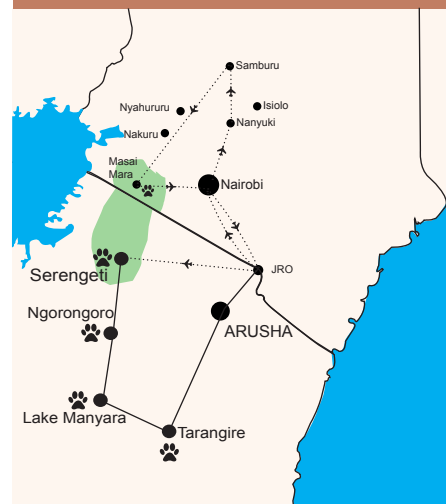 Samburu
Nyahururu
Isiolo
Nanyuki
Nakuru
Masai
Mara
Nairobi
JRO
Serengeti
Ngorongoro
ARUSHA
Lake Manyara
Tarangire